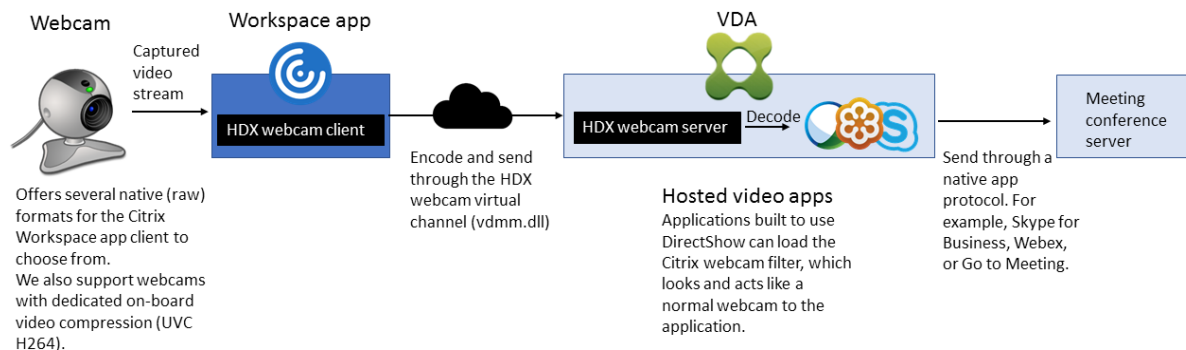 Webcam
Captured
video
stream
Offers several native (raw)
formats for the Citrix
Workspace app client to
choose from.
We also support webcams
with dedicated on-board
video compression (UVC
H264).
Workspace app
HDX webcam client
Encode and send
through the HDX
webcam virtual
channel (vdmm.dll)
VDA
HDX webcam server
Decode
S
Hosted video apps
Applications built to use
DirectShow can load the
Citrix webcam filter, which
looks and acts like a
normal webcam to the
application.
Send through a
native app
protocol. For
example, Skype for
Business, Webex,
or Go to Meeting.
Meeting
conference
server